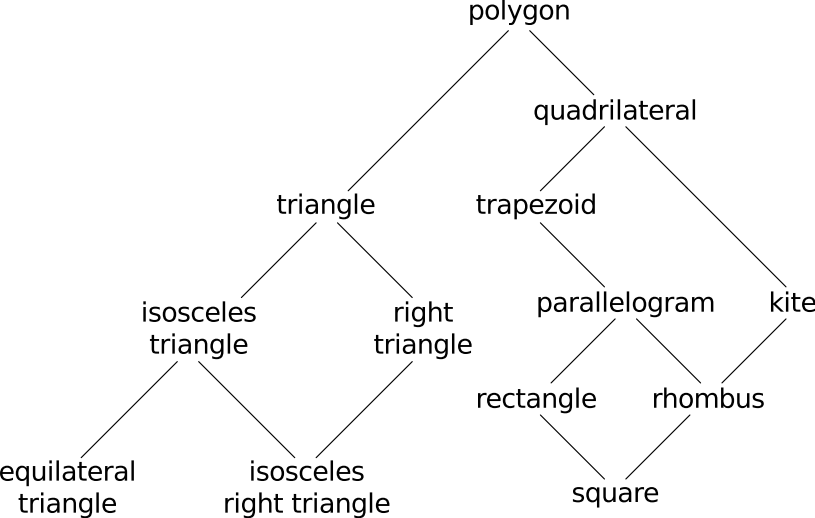 polygon
quadrilateral
triangle
trapezoid
isosceles
triangle
right
triangle
parallelogram
kite
rectangle
rhombus
equilateral
triangle
isosceles
right triangle
square